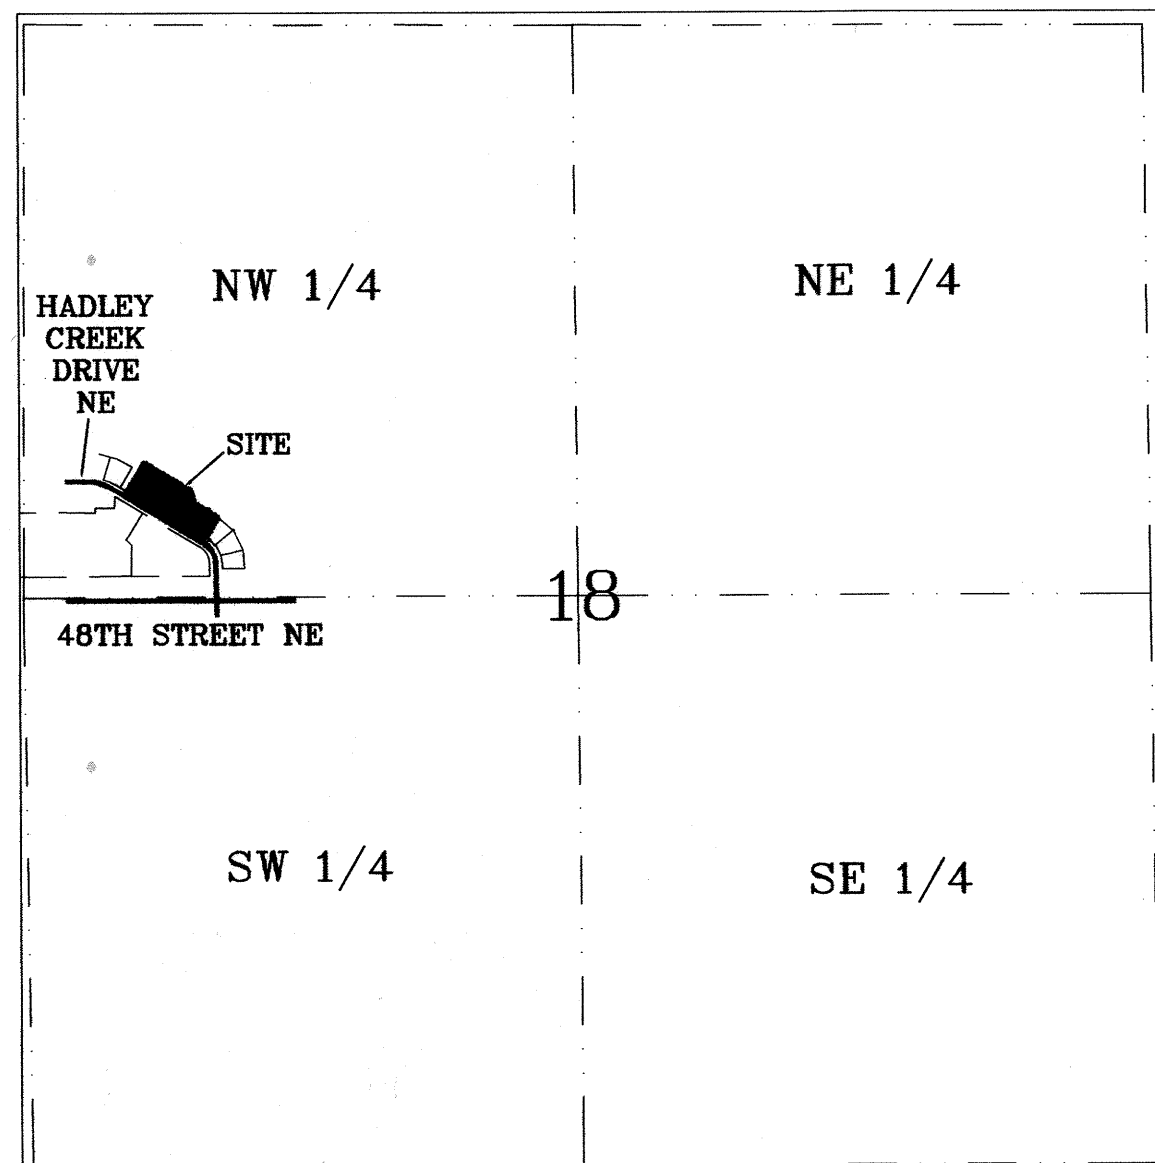 NW 1/4
NE 1/4
HADLEY
CREEK
DRIVE
NE
SITE
18
48TH STREET NE
SW 1/4
SE 1/4